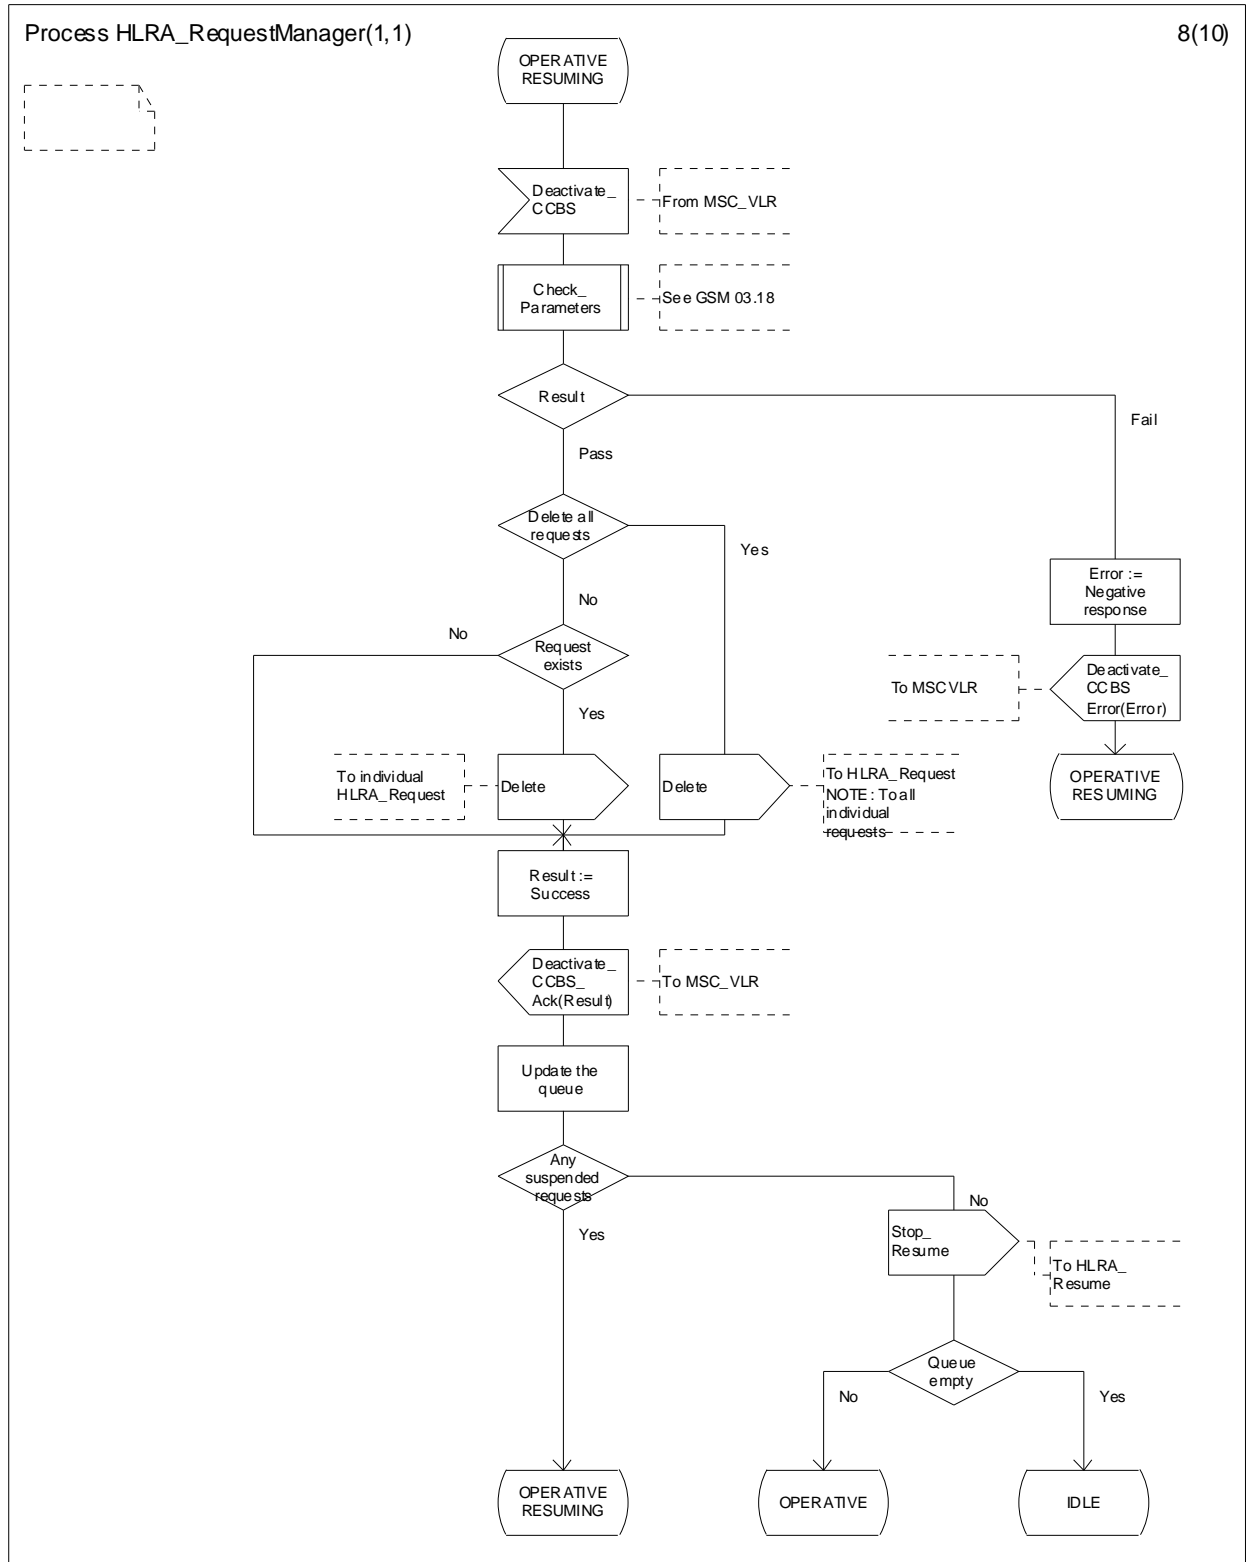 Process HLRA_RequestManager(1,1)
8(10)
OPERATIVE
RESUMING
Deactivate_
CCBS
From MSC_VLR
Check_
Parameters
See GSM 03.18
Result
Fail
Pass
Delete all
requests
Yes
No
Error :=
Negative
response
No
Request
exists
To MSCVLR
Deactivate_
CCBS
Error(Error)
Yes
To individual
HLRA_Request
Delete
Delete
To HLRA_Request
NOTE : To all
individual
requests
OPERATIVE
RESUMING
Result :=
Success
Deactivate_
CCBS_
Ack(Result)
To MSC_VLR
Update the
queue
Any
suspended
requests
No
Yes
Stop_
Resume
To HLRA_
Resume
Queue
empty
No
Yes
OPERATIVE
RESUMING
OPERATIVE
IDLE